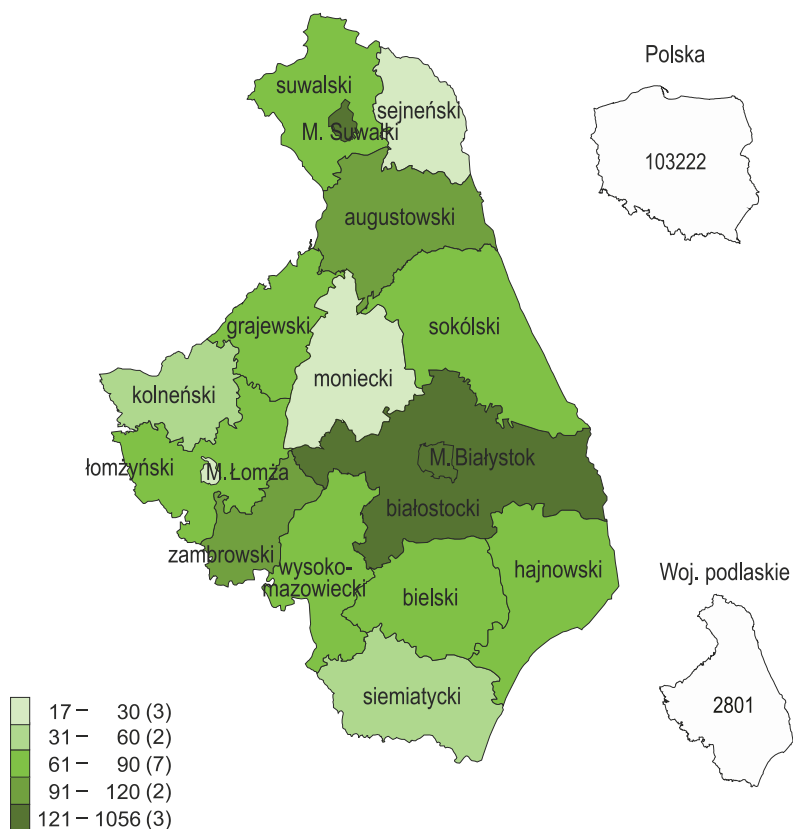 Polska
103222
suwalski
sejneński
M. Suwałki
augustowski
grajewski
sokólski
moniecki
kolneński
łomżyński
M. Łomża
M. Białystok
białostocki
zambrowski
wysoko-
mazowiecki
bielski
hajnowski
siemiatycki
Woj. podlaskie
2801
17 – 30 (3)
31 – 60 (2)
61 – 90 (7)
91 – 120 (2)
121 – 1056 (3)